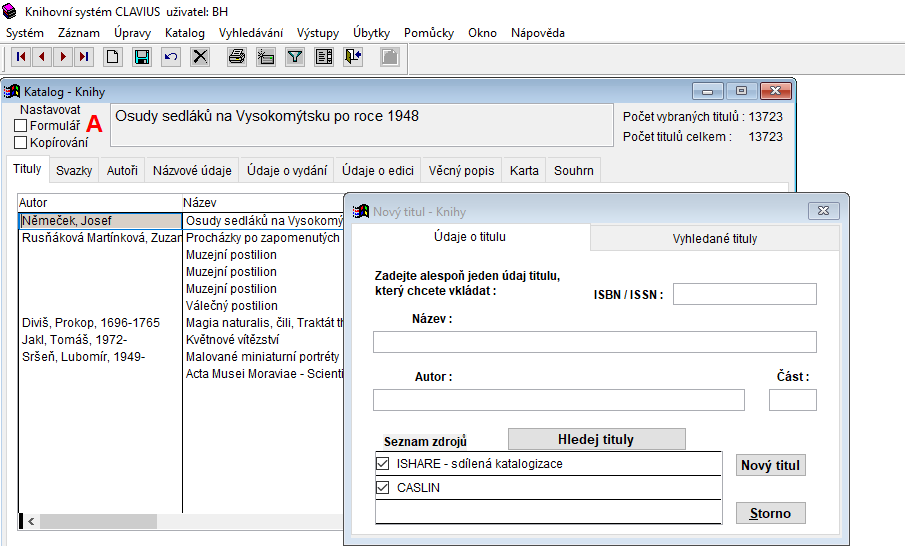 Knihovní systém CLAVIUS uživatel: BH
Systém Záznam Úpravy Katalog Vyhledávání Výstupy Úbytky Pomůcky Okno Nápověda
Katalog - Knihy
Nastavovat
Formulář
Kopírování
A
Osudy sedláků na Vysokomýtsku po roce 1948
Počet vybraných titulů : 13723
Počet titulů celkem : 13723
Tituly Svazky Autoři Názvové údaje Údaje o vydání Údaje o edici Věcný popis Karta Souhrn
Autor Název
Němeček, Josef Osudy sedláků na Vysokomý
Rusňáková Martínková, Zuzan Procházky po zapomenutých
Muzejní postilion
Muzejní postilion
Muzejní postilion
Válečný postilion
Diviš, Prokop, 1696-1765 Magia naturalis, čili, Traktát th
Jakl, Tomáš, 1972- Květnové vítězství
Sršeň, Lubomír, 1949- Malované miniaturní portréty
Acta Musei Moraviae - Scienti
Nový titul - Knihy
Údaje o titulu Vyhledané tituly
Zadejte alespoň jeden údaj titulu,
který chcete vkládat :
ISBN / ISSN :
Název :
Autor : Část :
Seznam zdrojů Hledej tituly
ISHARE - sdílená katalogizace
CASLIN
Nový titul
Storno